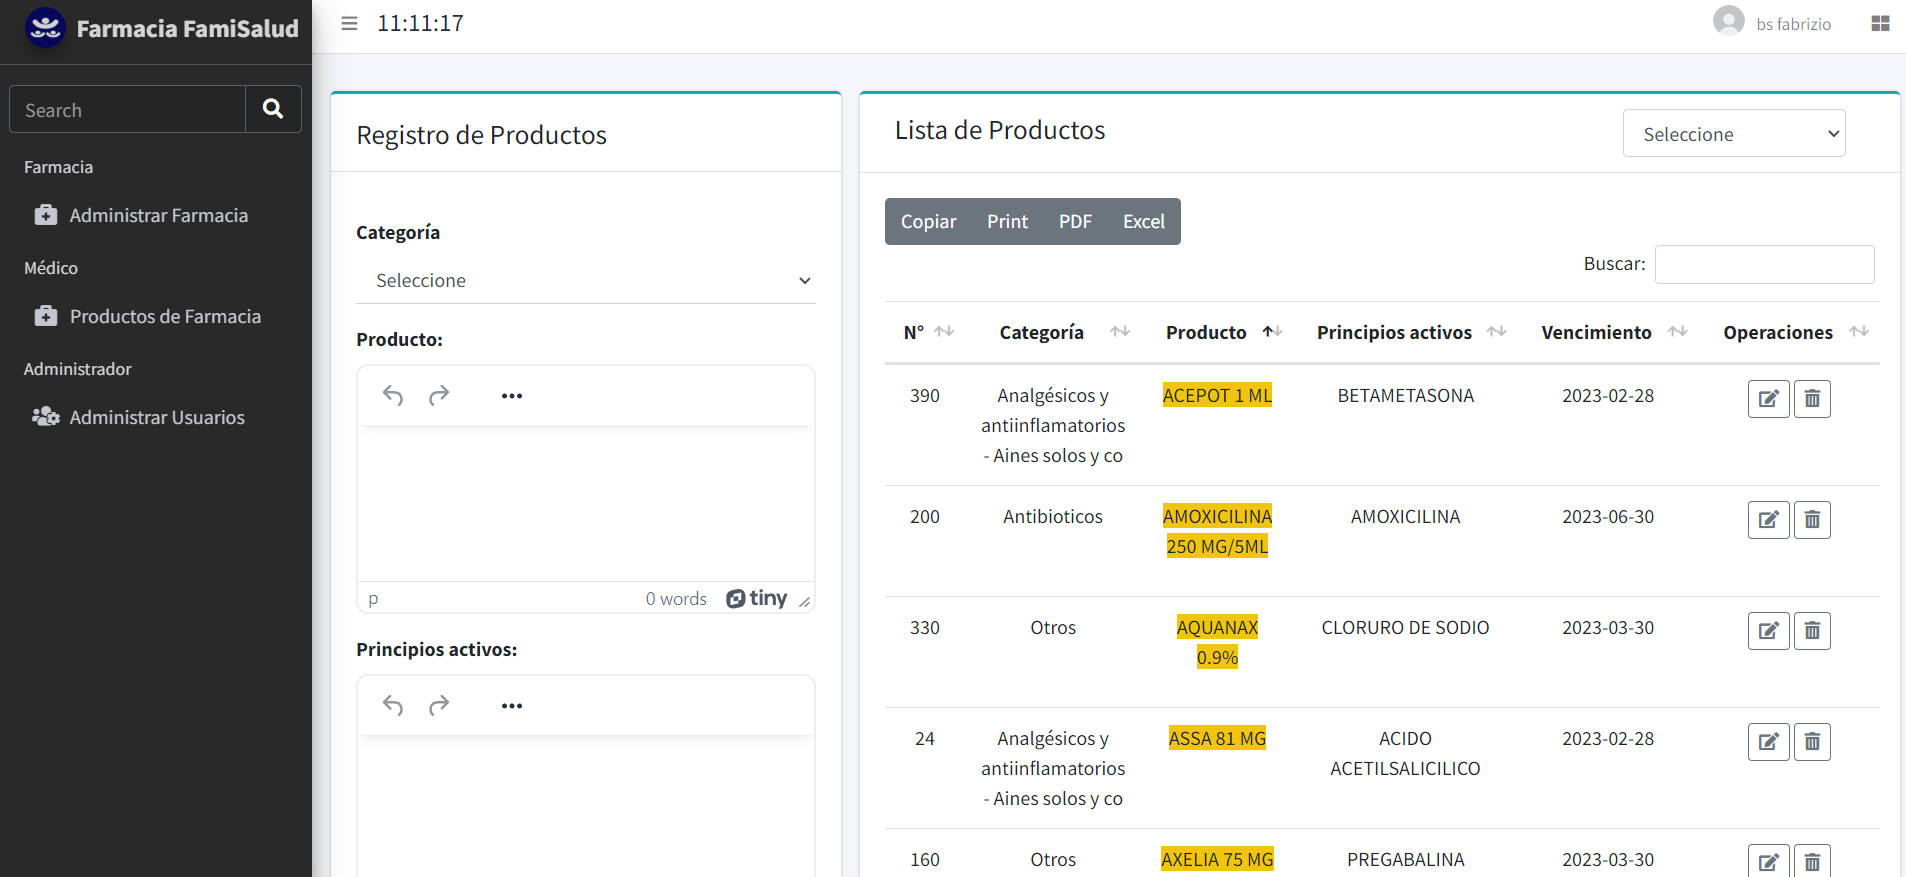 Farmacia FamiSalud
11:11:17
bs fabrizio
Search
Farmacia
Administrar Farmacia
Médico
Productos de Farmacia
Administrador
Administrar Usuarios
Registro de Productos
Categoría
Seleccione
Producto:
p
0 words
tiny
Principios activos:
Lista de Productos
Seleccione
Copiar Print PDF Excel
Buscar:
N° Categoría Producto Principios activos Vencimiento Operaciones
390 Analgésicos y ACEPOT 1 ML BETAMETASONA 2023-02-28
antiinflamatorios
- Aines solos y co
200 Antibioticos AMOXICILINA AMOXICILINA 2023-06-30
250 MG/5ML
330 Otros AQUANAX CLORURO DE SODIO 2023-03-30
0.9%
24 Analgésicos y ASSA 81 MG ACIDO 2023-02-28
antiinflamatorios ACETILSALICILICO
- Aines solos y co
160 Otros AXELIA 75 MG PREGABALINA 2023-03-30